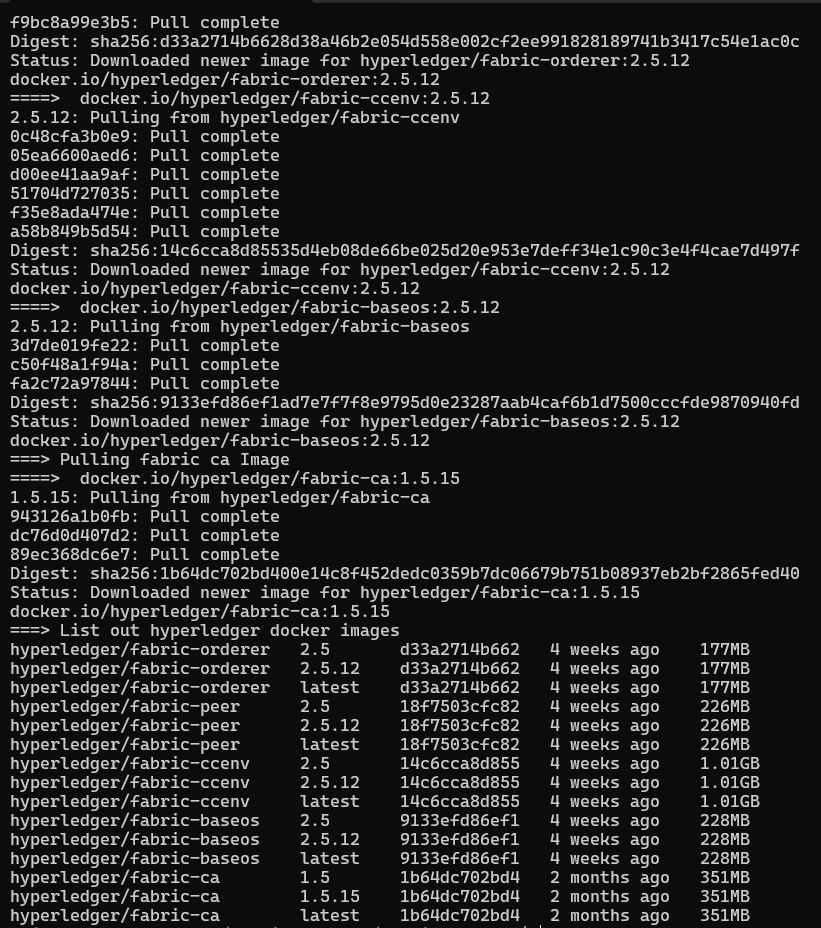 f9bc8a99e3b5: Pull complete
Digest: sha256:d33a2714b6628d38a46b2e054d558e002cf2ee991828189741b3417c54e1ac0c
Status: Downloaded newer image for hyperledger/fabric-orderer:2.5.12
docker.io/hyperledger/fabric-orderer:2.5.12
====>  docker.io/hyperledger/fabric-ccenv:2.5.12
2.5.12: Pulling from hyperledger/fabric-ccenv
0c48cfa3b0e9: Pull complete
05ea6600aed6: Pull complete
d00ee41aa9af: Pull complete
51704d727035: Pull complete
f35e8ada474e: Pull complete
a58b849b5d54: Pull complete
Digest: sha256:14c6cca8d85535d4eb08de66be025d20e953e7deff34e1c90c3e4f4cae7d497f
Status: Downloaded newer image for hyperledger/fabric-ccenv:2.5.12
docker.io/hyperledger/fabric-ccenv:2.5.12
====>  docker.io/hyperledger/fabric-baseos:2.5.12
2.5.12: Pulling from hyperledger/fabric-baseos
3d7de019fe22: Pull complete
c50f48a1f94a: Pull complete
fa2c72a97844: Pull complete
Digest: sha256:9133efd86ef1ad7e7f7f8e9795d0e23287aab4caf6b1d7500cccfde9870940fd
Status: Downloaded newer image for hyperledger/fabric-baseos:2.5.12
docker.io/hyperledger/fabric-baseos:2.5.12
===> Pulling fabric ca Image
====>  docker.io/hyperledger/fabric-ca:1.5.15
1.5.15: Pulling from hyperledger/fabric-ca
943126a1b0fb: Pull complete
dc76d0d407d2: Pull complete
89ec368dc6e7: Pull complete
Digest: sha256:1b64dc702bd400e14c8f452dedc0359b7dc06679b751b08937eb2bf2865fed40
Status: Downloaded newer image for hyperledger/fabric-ca:1.5.15
docker.io/hyperledger/fabric-ca:1.5.15
===> List out hyperledger docker images
hyperledger/fabric-orderer   2.5       d33a2714b662   4 weeks ago    177MB
hyperledger/fabric-orderer   2.5.12    d33a2714b662   4 weeks ago    177MB
hyperledger/fabric-orderer   latest    d33a2714b662   4 weeks ago    177MB
hyperledger/fabric-peer      2.5       18f7503cfc82   4 weeks ago    226MB
hyperledger/fabric-peer      2.5.12    18f7503cfc82   4 weeks ago    226MB
hyperledger/fabric-peer      latest    18f7503cfc82   4 weeks ago    226MB
hyperledger/fabric-ccenv     2.5       14c6cca8d855   4 weeks ago    1.01GB
hyperledger/fabric-ccenv     2.5.12    14c6cca8d855   4 weeks ago    1.01GB
hyperledger/fabric-ccenv     latest    14c6cca8d855   4 weeks ago    1.01GB
hyperledger/fabric-baseos    2.5       9133efd86ef1   4 weeks ago    228MB
hyperledger/fabric-baseos    2.5.12    9133efd86ef1   4 weeks ago    228MB
hyperledger/fabric-baseos    latest    9133efd86ef1   4 weeks ago    228MB
hyperledger/fabric-ca        1.5       1b64dc702bd4   2 months ago   351MB
hyperledger/fabric-ca        1.5.15    1b64dc702bd4   2 months ago   351MB
hyperledger/fabric-ca        latest    1b64dc702bd4   2 months ago   351MB